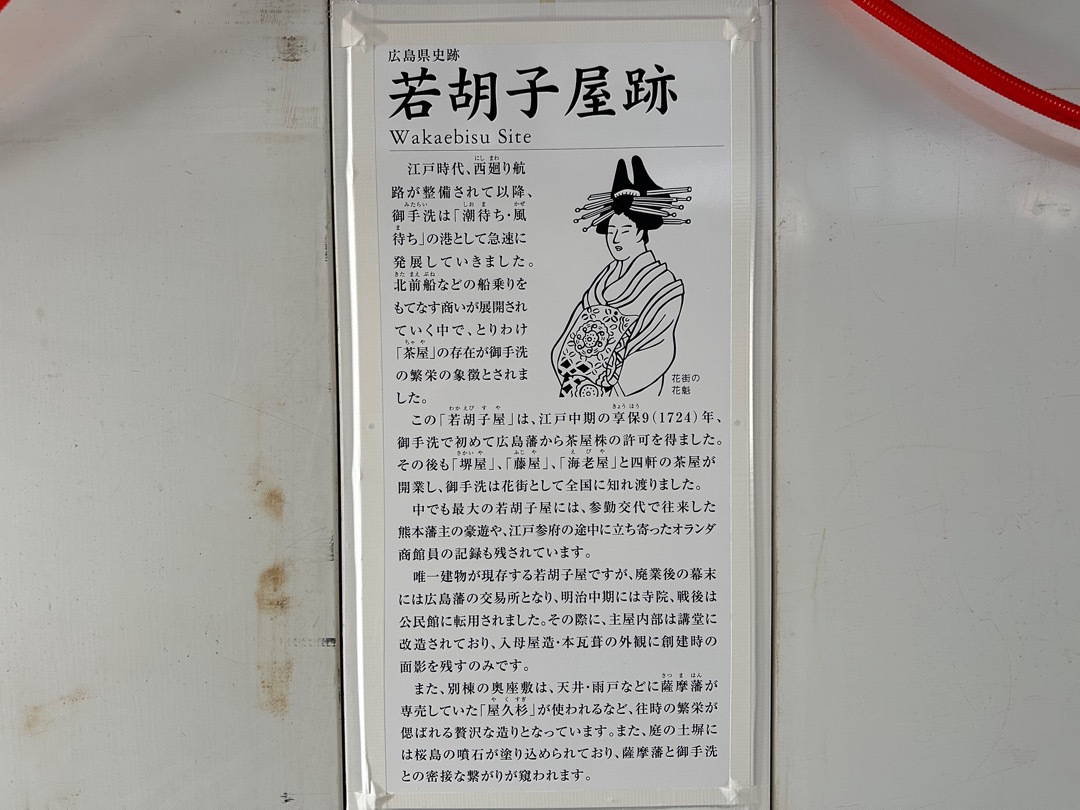 広島県史跡
若胡子屋跡
Wakaebisu Site
江戸時代、西廻り航
路が整備されて以降、
御手洗は「潮待ち・風
待ち」の港として急速に
発展していきました。
北前船などの船乗りを
もてなす商いが展開され
ていく中で、とりわけ
「茶屋」の存在が御手洗
の繁栄の象徴とされま
した。
花街の
花魁
この「若胡子屋」は、江戸中期の享保9(1724)年、
御手洗で初めて広島藩から茶屋株の許可を得ました。
その後も「堺屋」、「藤屋」、「海老屋」と四軒の茶屋が
開業し、御手洗は花街として全国に知れ渡りました。
中でも最大の若胡子屋には、参勤交代で往来した
熊本藩主の豪遊や、江戸参府の途中に立ち寄ったオランダ
商館員の記録も残されています。
唯一建物が現存する若胡子屋ですが、廃業後の幕末
には広島藩の交易所となり、明治中期には寺院、戦後は
公民館に転用されました。その際に、主屋内部は講堂に
改造されており、入母屋造・本瓦葺の外観に創建時の
面影を残すのみです。
また、別棟の奥座敷は、天井・雨戸などに薩摩藩が
専売していた「屋久杉」が使われるなど、往時の繁栄が
偲ばれる贅沢な造りとなっています。また、庭の土塀に
は桜島の噴石が塗り込められており、薩摩藩と御手洗
との密接な繋がりが窺われます。